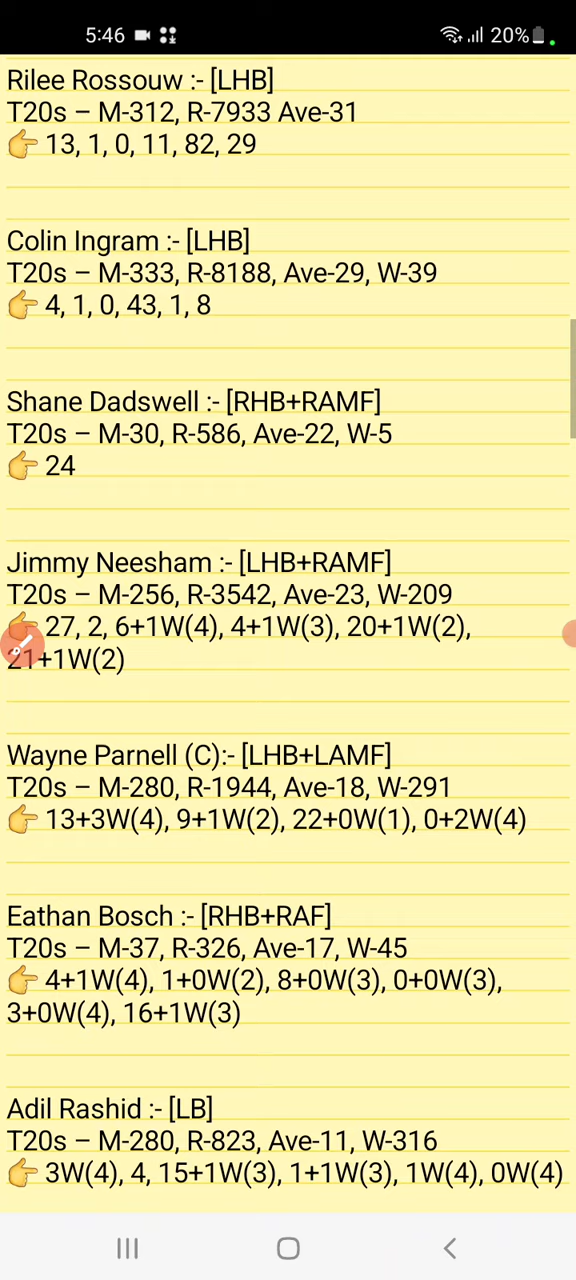 5:46
20%
Rilee Rossouw :- [LHB]
T20s – M-312, R-7933 Ave-31
👉 13, 1, 0, 11, 82, 29
Colin Ingram :- [LHB]
T20s – M-333, R-8188, Ave-29, W-39
👉 4, 1, 0, 43, 1, 8
Shane Dadswell :- [RHB+RAMF]
T20s – M-30, R-586, Ave-22, W-5
👉 24
Jimmy Neesham :- [LHB+RAMF]
T20s – M-256, R-3542, Ave-23, W-209
👉 27, 2, 6+1W(4), 4+1W(3), 20+1W(2),
21+1W(2)
Wayne Parnell (C):- [LHB+LAMF]
T20s – M-280, R-1944, Ave-18, W-291
👉 13+3W(4), 9+1W(2), 22+0W(1), 0+2W(4)
Eathan Bosch :- [RHB+RAF]
T20s – M-37, R-326, Ave-17, W-45
👉 4+1W(4), 1+0W(2), 8+0W(3), 0+0W(3),
3+0W(4), 16+1W(3)
Adil Rashid :- [LB]
T20s – M-280, R-823, Ave-11, W-316
👉 3W(4), 4, 15+1W(3), 1+1W(3), 1W(4), 0W(4)